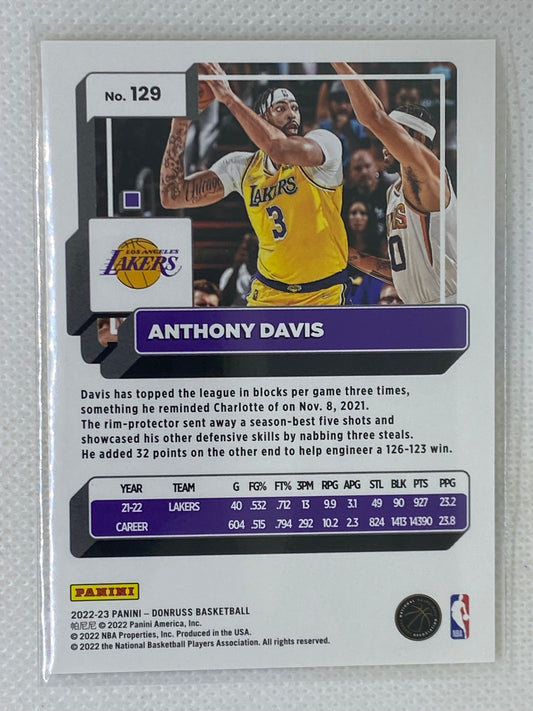 No. 129
LAKERS
3
LOS ANGELES
LAKERS
ANTHONY DAVIS
Davis has topped the league in blocks per game three times,
something he reminded Charlotte of on Nov. 8, 2021.
The rim-protector sent away a season-best five shots and
showcased his other defensive skills by nabbing three steals.
He added 32 points on the other end to help engineer a 126-123 win.
YEAR TEAM G FG% FT% 3PM RPG APG STL BLK PTS PPG
21-22 LAKERS 40 .532 .712 13 9.9 3.1 49 90 927 23.2
CAREER 604 .515 .794 292 10.2 2.3 824 1413 14390 23.8
PANINI
2022-23 PANINI – DONRUSS BASKETBALL
帕尼尼 © 2022 Panini America, Inc.
© 2022 NBA Properties, Inc. Produced in the USA.
© 2022 the National Basketball Players Association. All rights reserved.
NBA